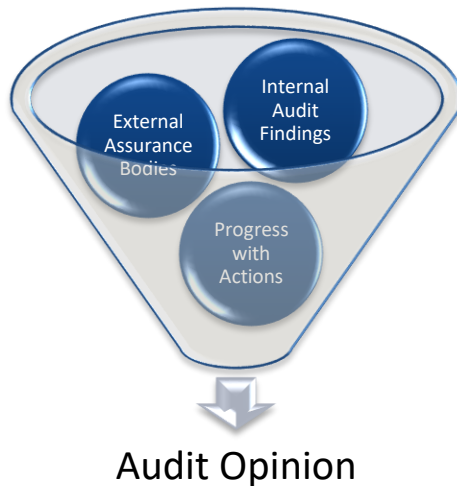 External
Assurance
Bodies
Internal
Audit
Findings
Progress
with
Actions
Audit Opinion